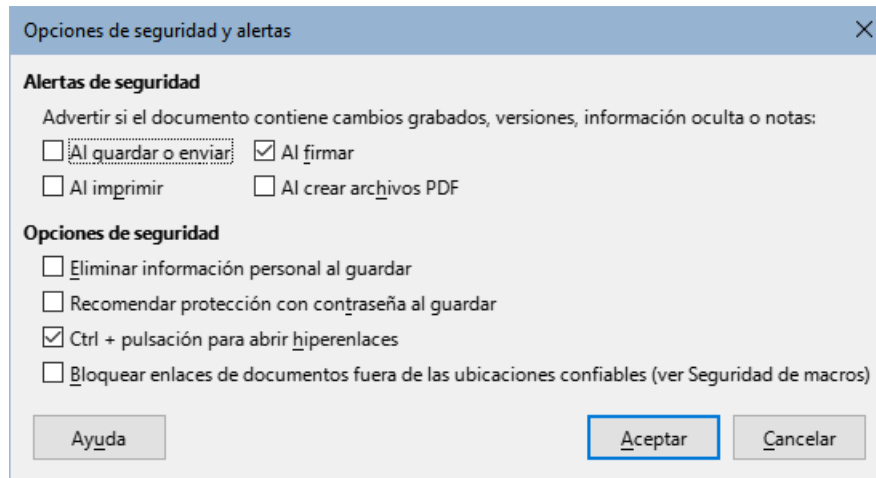 Opciones de seguridad y alertas
Alertas de seguridad
Advertir si el documento contiene cambios grabados, versiones, información oculta o notas:
Al guardar o enviar Al firmar
Al imprimir Al crear archivos PDF
Opciones de seguridad
Eliminar información personal al guardar
Recomendar protección con contraseña al guardar
Ctrl + pulsación para abrir hiperenlaces
Bloquear enlaces de documentos fuera de las ubicaciones confiables (ver Seguridad de macros)
Ayuda Aceptar Cancelar